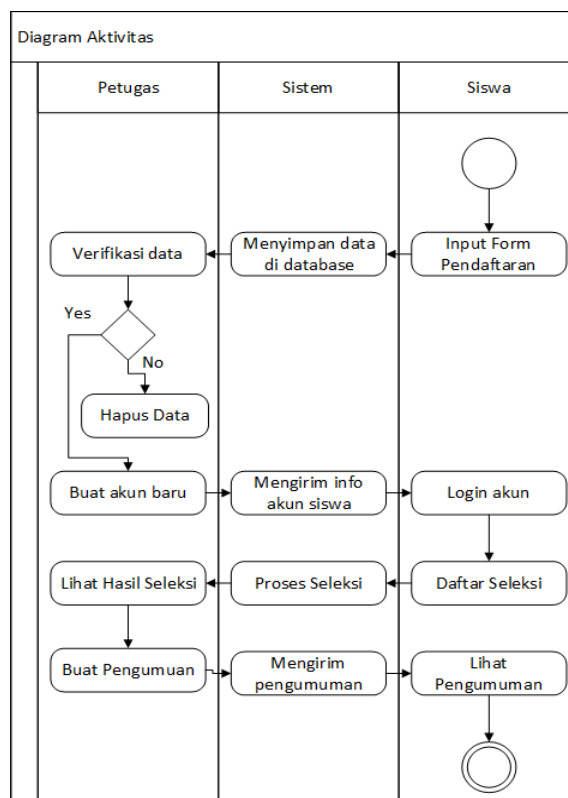 Diagram Aktivitas
Petugas
Sistem
Siswa
Input Form
Pendaftaran
Menyimpan data
di database
Verifikasi data
Yes
No
Hapus Data
Buat akun baru
Mengirim info
akun siswa
Login akun
Daftar Seleksi
Proses Seleksi
Lihat Hasil Seleksi
Buat Pengumuan
Mengirim
pengumuman
Lihat
Pengumuman